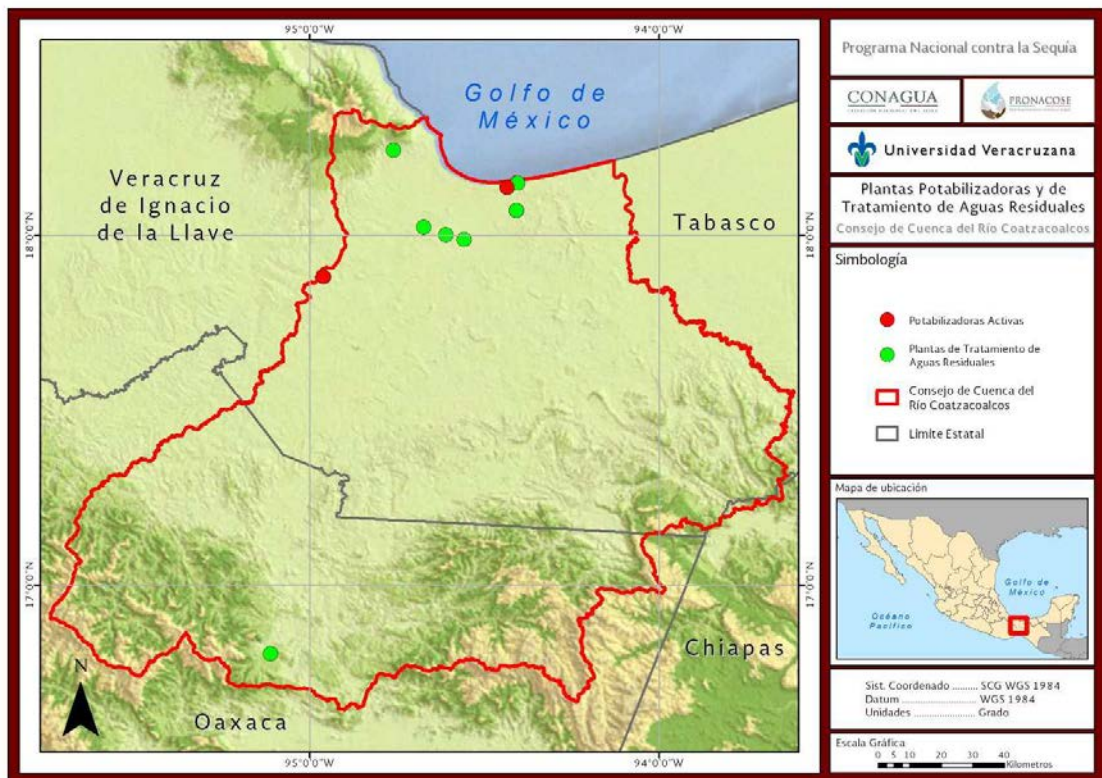 95°0'0"W
94°0'0"W
Golfo de
México
Veracruz
de Ignacio
de la Llave
Tabasco
18°0'0"N
18°0'0"N
17°0'0"N
17°0'0"N
Chiapas
Oaxaca
N
95°0'0"W
94°0'0"W
Programa Nacional contra la Sequía
CONAGUA
PRONACOSE
Universidad Veracruzana
Plantas Potabilizadoras y de
Tratamiento de Aguas Residuales
Consejo de Cuenca del Río Coatzacoalcos
Simbología
Potabilizadoras Activas
Plantas de Tratamiento de
Aguas Residuales
Consejo de Cuenca del
Río Coatzacoalcos
Límite Estatal
Mapa de ubicación
Golfo de
México
Océano
Pacífico
Sist. Coordenado .......... SCG WGS 1984
Datum .......................... WGS 1984
Unidades ...................... Grado
Escala Gráfica
0 5 10 20 30 40
Kilometros